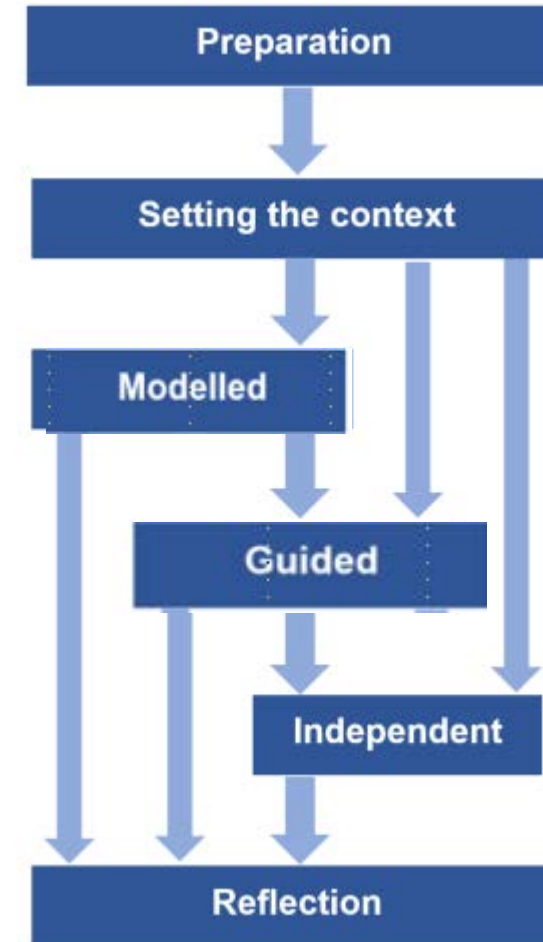 Preparation
Setting the context
Modelled
Guided
Independent
Reflection